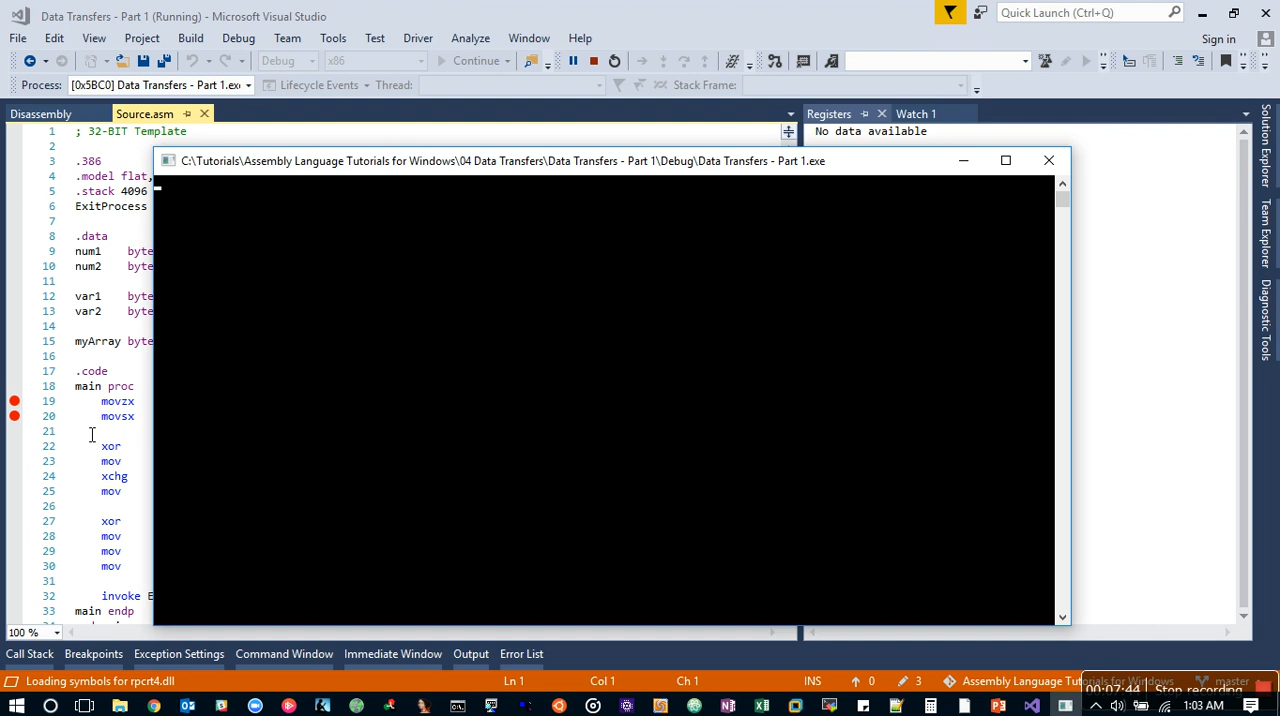 Data Transfers - Part 1 (Running) - Microsoft Visual Studio
Quick Launch (Ctrl+Q)
File Edit View Project Build Debug Team Tools Test Driver Analyze Window Help
Sign in
Debug x86 Continue
Process: [0x5BC0] Data Transfers - Part 1.exe Lifecycle Events Thread: Stack Frame:
Disassembly Source.asm Registers Watch 1
No data available
1 ; 32-BIT Template
2
3 .386
4 .model flat,
5 .stack 4096
6 ExitProcess
7
8 .data
9 num1 byte
10 num2 byte
11
12 var1 byte
13 var2 byte
14
15 myArray byte
16
17 .code
18 main proc
19 movzx
20 movsx
21
22 xor
23 mov
24 xchg
25 mov
26
27 xor
28 mov
29 mov
30 mov
31
32 invoke E
33 main endp
C:\Tutorials\Assembly Language Tutorials for Windows\04 Data Transfers\Data Transfers - Part 1\Debug\Data Transfers - Part 1.exe
Solution Explorer
Team Explorer
Diagnostic Tools
100 %
Call Stack Breakpoints Exception Settings Command Window Immediate Window Output Error List
Loading symbols for rpcrt4.dll Ln 1 Col 1 Ch 1 INS 0 3 Assembly Language Tutorials for Windows master
00:07:44 Stop recording
1:03 AM